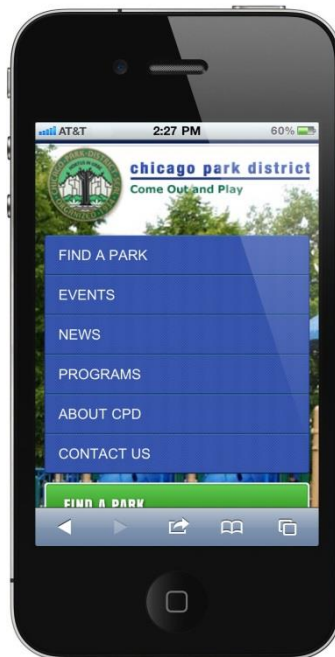 AT&T 2:27 PM 60%
chicago park district
Come Out and Play
FIND A PARK
EVENTS
NEWS
PROGRAMS
ABOUT CPD
CONTACT US
FIND A PARK